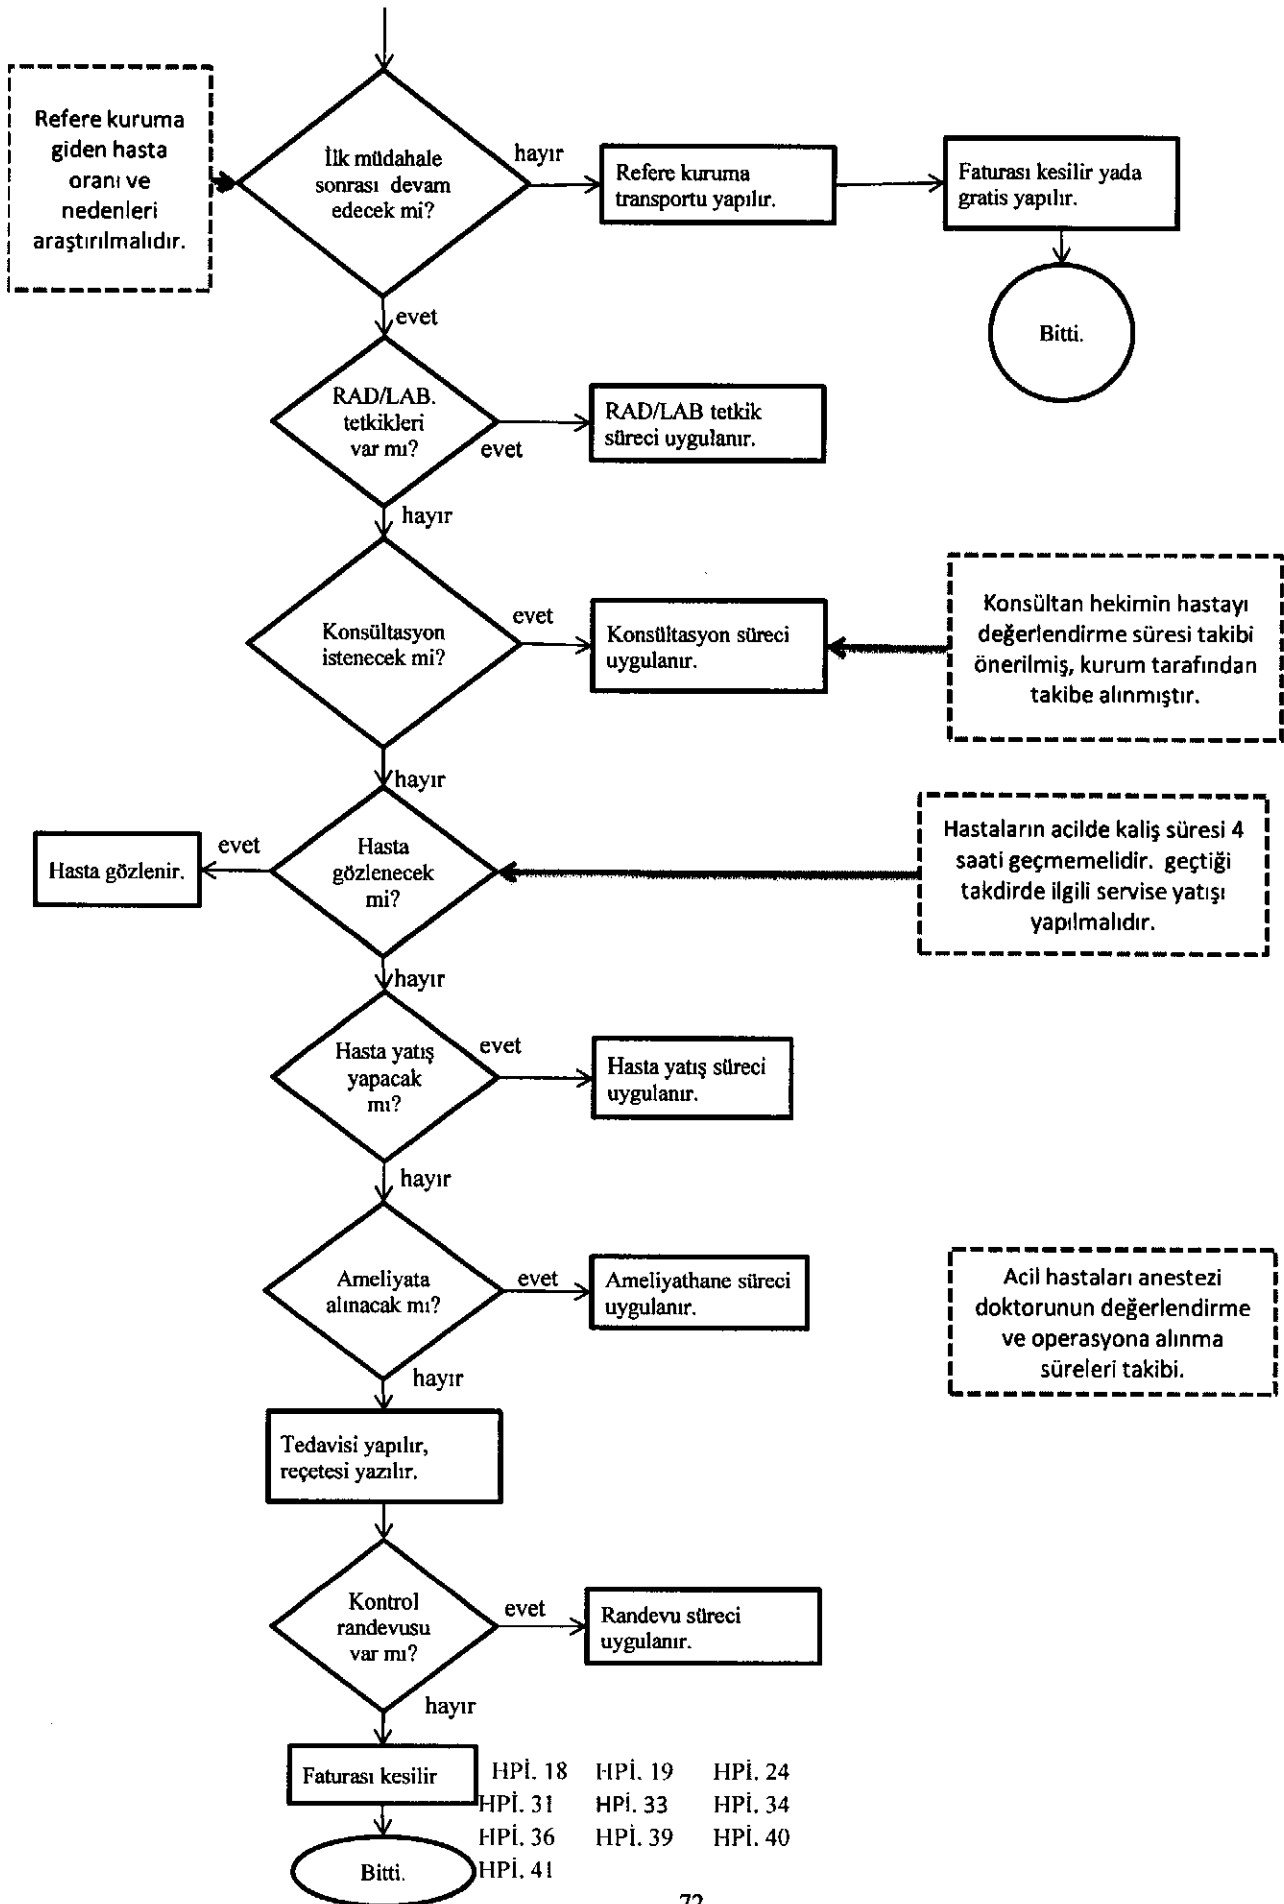 Refere kuruma
giden hasta
oranı ve
nedenleri
araştırılmalıdır.
İlk müdahale
sonrası devam
edecek mi?
hayır
Refere kuruma
transportu yapılır.
Faturası kesilir yada
gratis yapılır.
Bitti.
evet
RAD/LAB.
tetkikleri
var mı?
evet
RAD/LAB tetkik
süreci uygulanır.
hayır
Konsültasyon
istenecek mi?
evet
Konsültasyon süreci
uygulanır.
Konsültan hekimin hastayı
değerlendirme süresi takibi
önerilmiş, kurum tarafından
takibe alınmıştır.
hayır
Hasta
gözlenecek
mi?
evet
Hasta gözlenir.
Hastaların acilde kaliş süresi 4
saati geçmemelidir. geçtiği
takdirde ilgili servise yatışı
yapılmalıdır.
hayır
Hasta yatış
yapacak
mı?
evet
Hasta yatış süreci
uygulanır.
hayır
Ameliyata
alınacak mı?
evet
Ameliyathane süreci
uygulanır.
Acil hastaları anestezi
doktorunun değerlendirme
ve operasyona alınma
süreleri takibi.
hayır
Tedavisi yapılır,
reçetesi yazılır.
Kontrol
randevusu
var mı?
evet
Randevu süreci
uygulanır.
hayır
Faturası kesilir
HPİ. 18 HPİ. 19 HPİ. 24
HPİ. 31 HPİ. 33 HPİ. 34
HPİ. 36 HPİ. 39 HPİ. 40
HPİ. 41
Bitti.
72